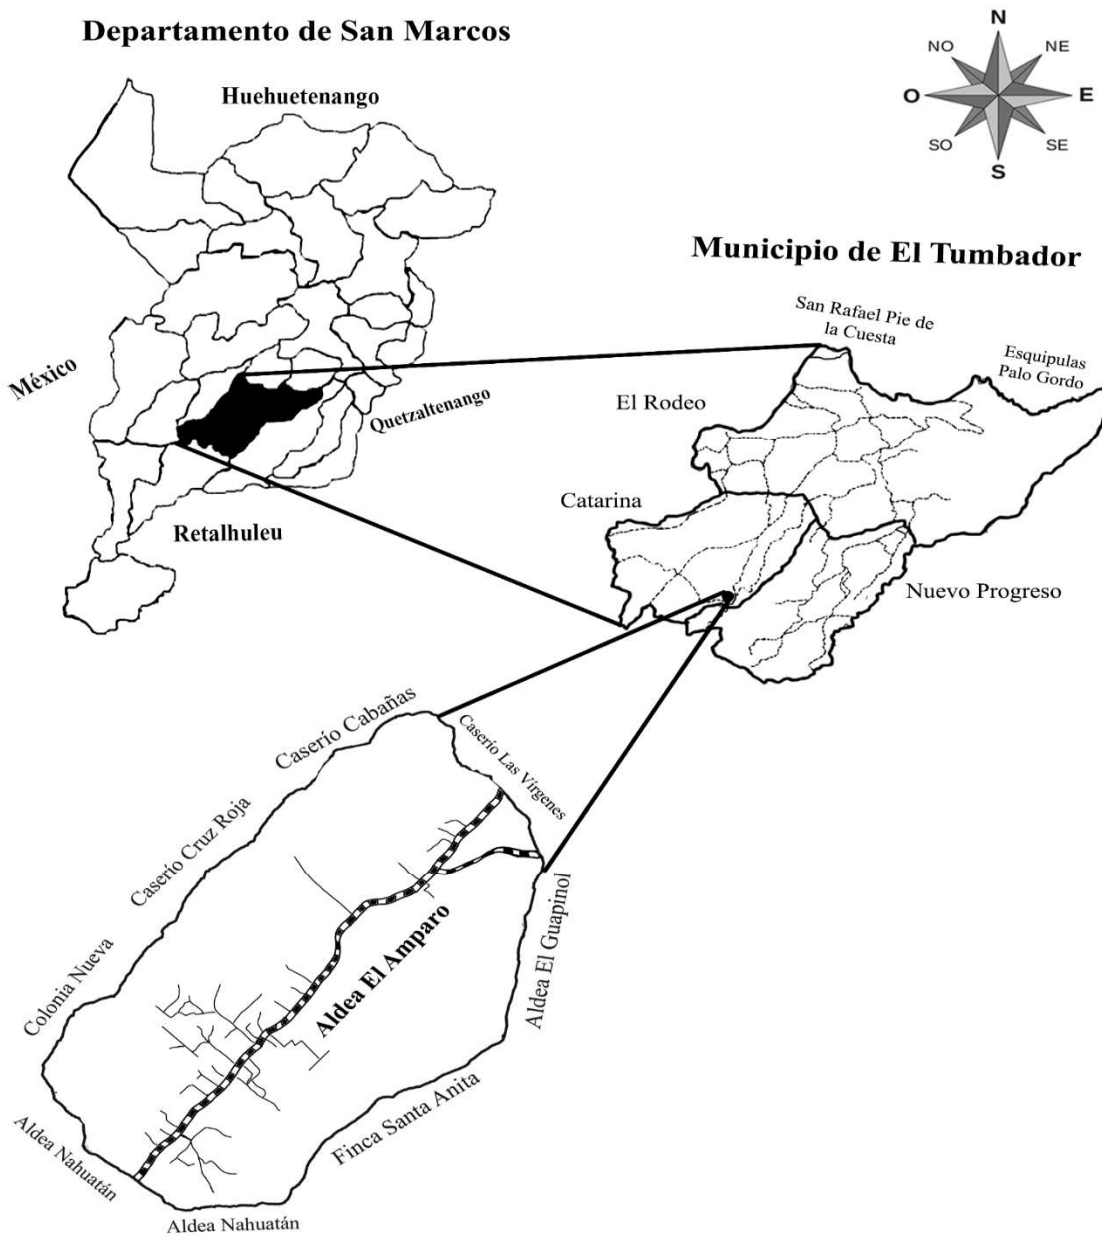 Departamento de San Marcos
N
NO
NE
O
E
SO
SE
S
Huehuetenango
México
Quetzaltenango
Retalhuleu
Municipio de El Tumbador
San Rafael Pie de
la Cuesta
Esquipulas
Palo Gordo
El Rodeo
Catarina
Nuevo Progreso
Caserío Cabañas
Caserío Las Vírgenes
Caserío Cruz Roja
Aldea El Amparo
Aldea El Guapinol
Colonia Nueva
Finca Santa Anita
Aldea Nahuatán
Aldea Nahuatán